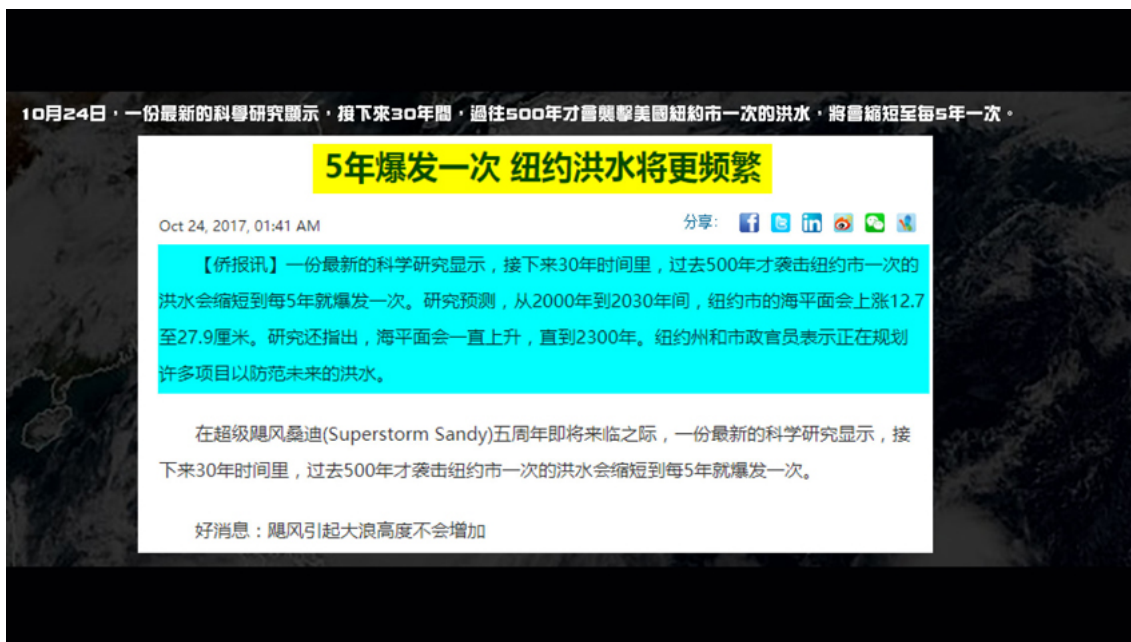 10月24日，一份最新的科學研究顯示，接下來30年間，過往500年才會襲擊美國紐約市一次的洪水，將會縮短至每5年一次。
5年爆发一次 纽约洪水将更频繁
Oct 24, 2017, 01:41 AM
分享:
【侨报讯】一份最新的科学研究显示，接下来30年时间里，过去500年才袭击纽约市一次的
洪水会缩短到每5年就爆发一次。研究预测，从2000年到2030年间，纽约市的海平面会上涨12.7
至27.9厘米。研究还指出，海平面会一直上升，直到2300年。纽约州和市政官员表示正在规划
许多项目以防范未来的洪水。
在超级飓风桑迪(Superstorm Sandy)五周年即将来临之际，一份最新的科学研究显示，接
下来30年时间里，过去500年才袭击纽约市一次的洪水会缩短到每5年就爆发一次。
好消息：飓风引起大浪高度不会增加